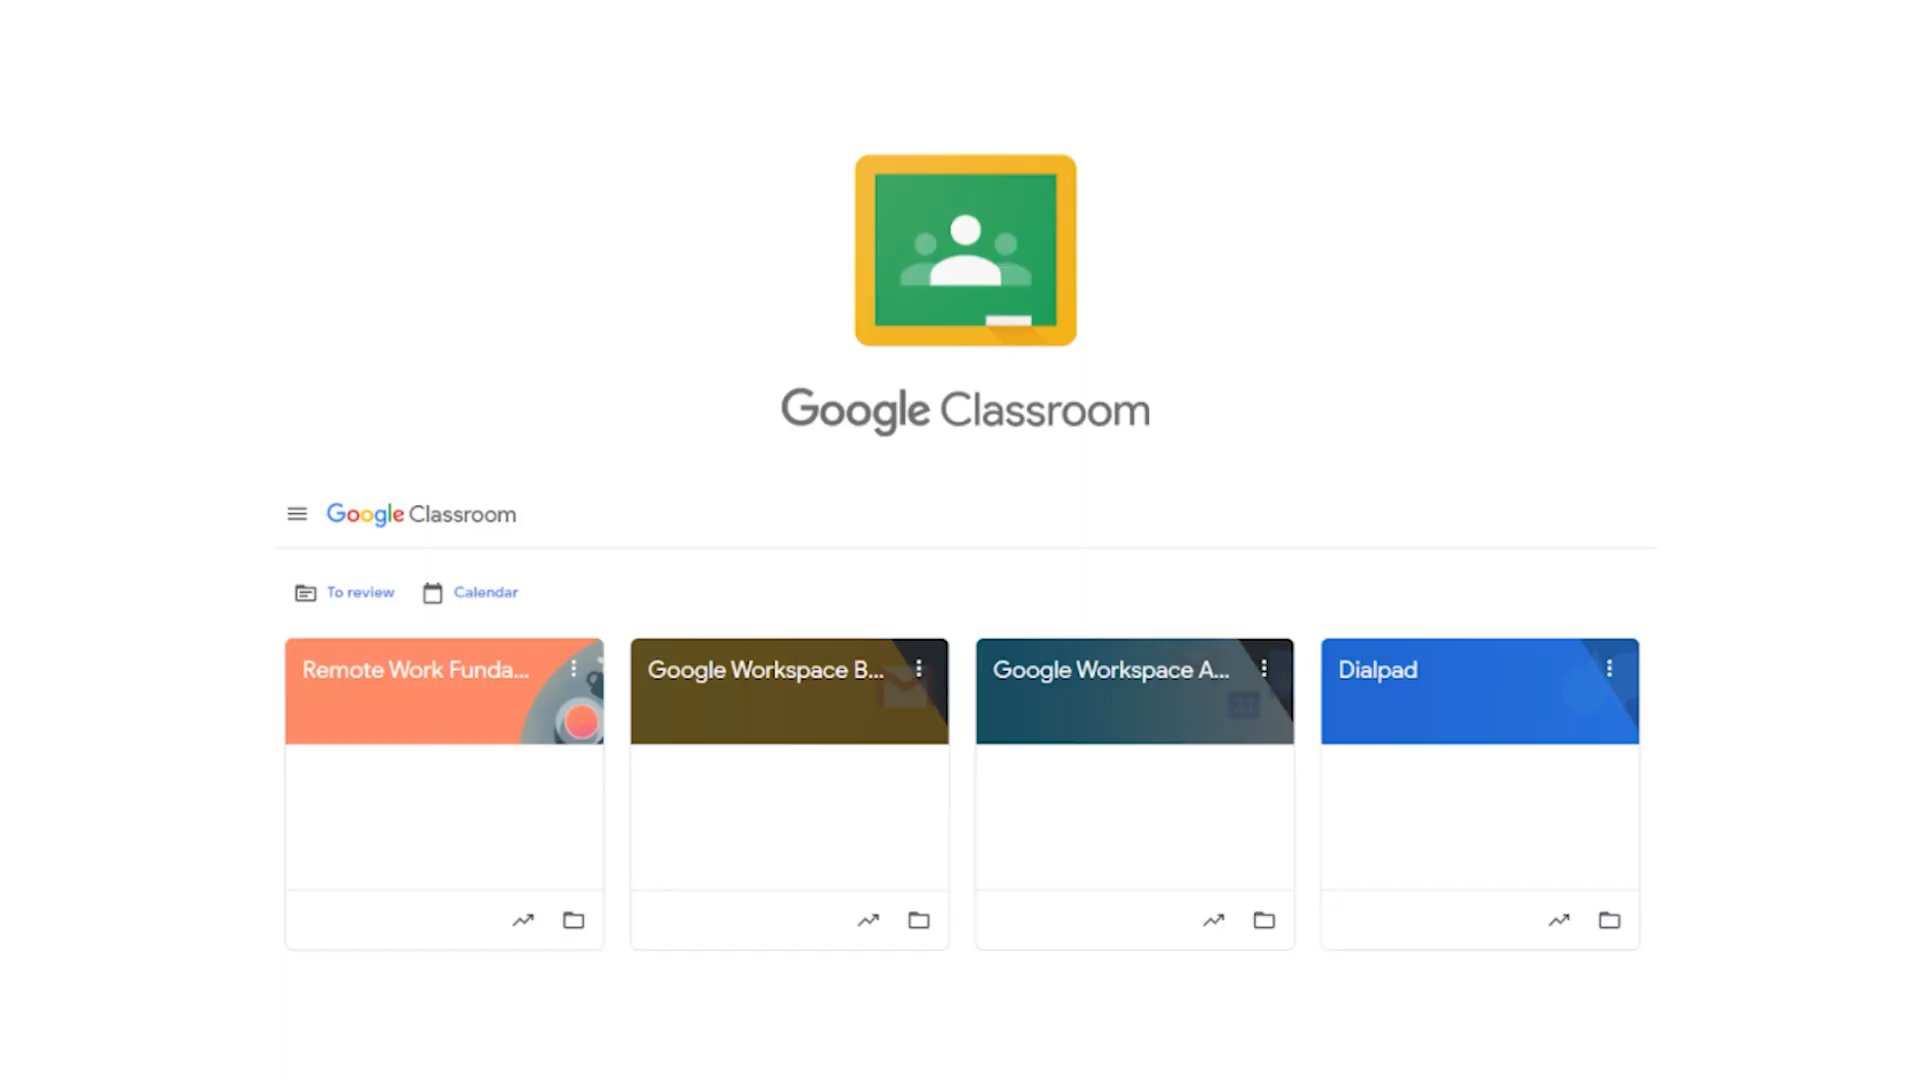 Google Classroom
Google Classroom
To review
Calendar
Remote Work Funda...
Google Workspace B...
Google Workspace A...
Dialpad